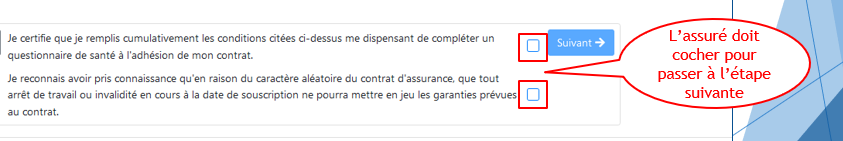 Je certifie que je remplis cumulativement les conditions citées ci-dessus me dispensant de compléter un
questionnaire de santé à l'adhésion de mon contrat.
Suivant →
Je reconnais avoir pris connaissance qu'en raison du caractère aléatoire du contrat d'assurance, que tout
arrêt de travail ou invalidité en cours à la date de souscription ne pourra mettre en jeu les garanties prévues
au contrat.
L'assuré doit
cocher pour
passer à l'étape
suivante